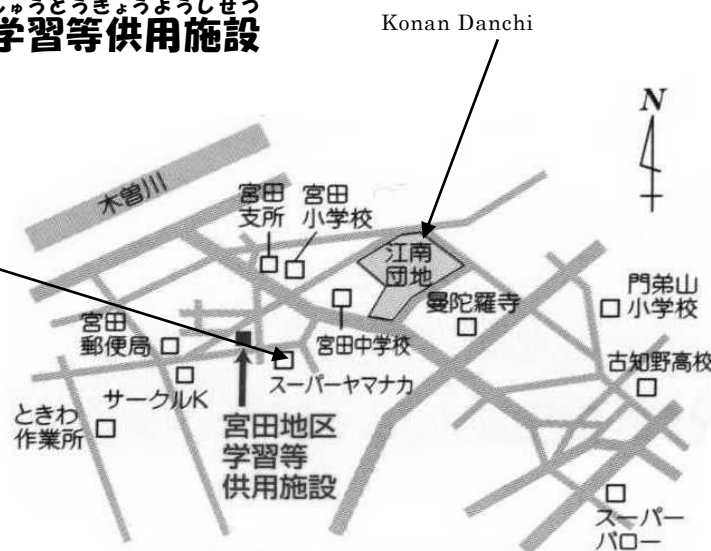 しゅうとうきょうようしせつ
学習等供用施設
Konan Danchi
N
木曽川
宮田
支所
宮田
小学校
江南
団地
門弟山
小学校
曼陀羅寺
宮田
郵便局
宮田中学校
古知野高校
サークルK
スーパーヤマナカ
ときわ
作業所
宮田地区
学習等
供用施設
スーパー
バロー